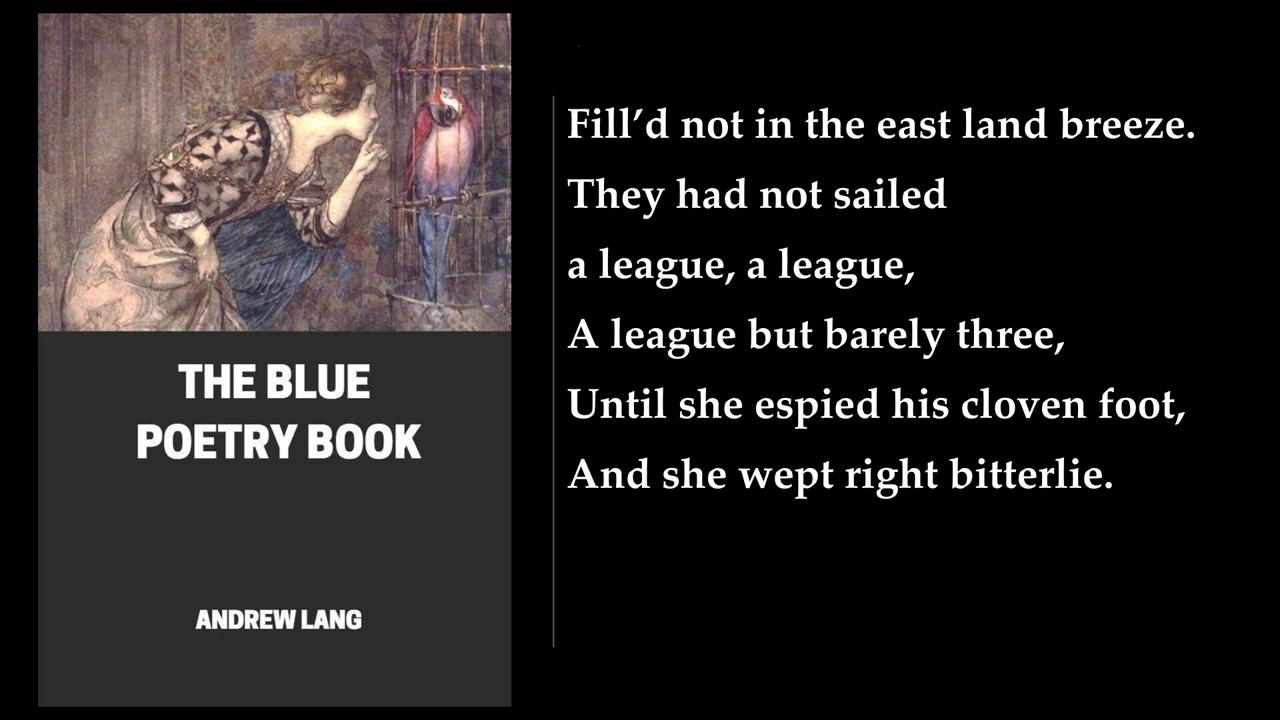 THE BLUE
POETRY BOOK
ANDREW LANG
Fill’d not in the east land breeze.
They had not sailed
a league, a league,
A league but barely three,
Until she espied his cloven foot,
And she wept right bitterlie.